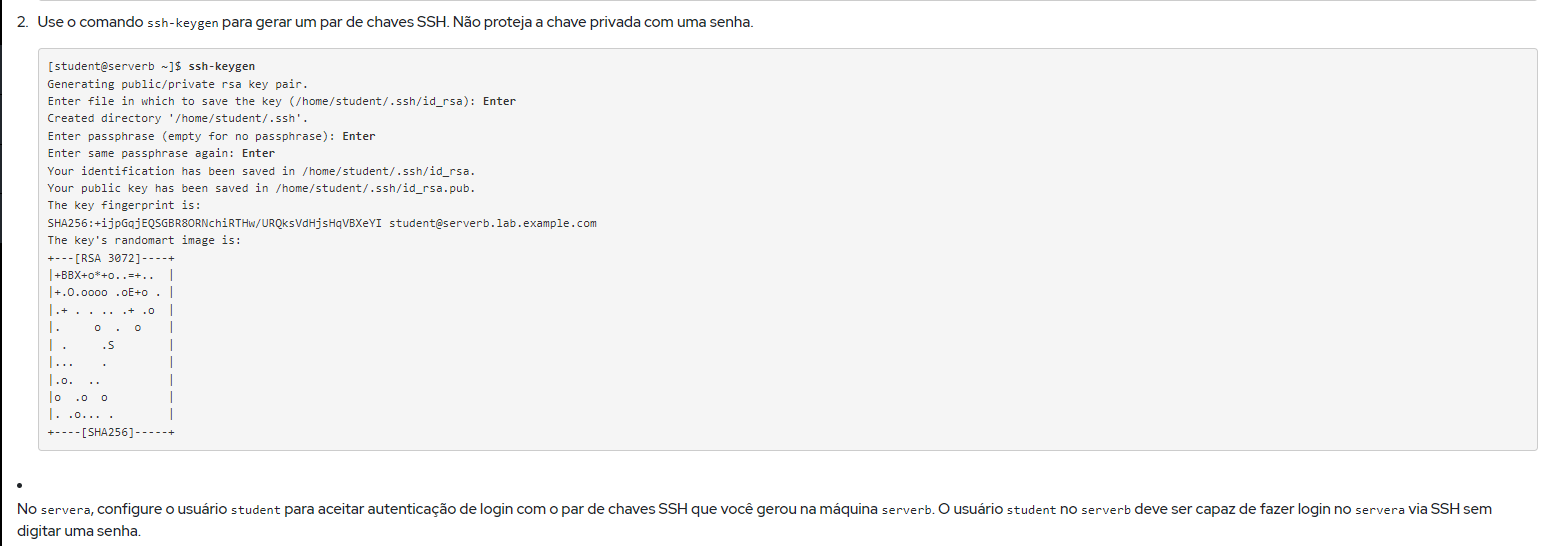 2. Use o comando ssh-keygen para gerar um par de chaves SSH. Não proteja a chave privada com uma senha.
[student@serverb ~]$ ssh-keygen
Generating public/private rsa key pair.
Enter file in which to save the key (/home/student/.ssh/id_rsa): Enter
Created directory '/home/student/.ssh'.
Enter passphrase (empty for no passphrase): Enter
Enter same passphrase again: Enter
Your identification has been saved in /home/student/.ssh/id_rsa.
Your public key has been saved in /home/student/.ssh/id_rsa.pub.
The key fingerprint is:
SHA256:+ijpGqjEQSGBR8ORNchiRTHw/URQksVdHjsHqVBXeYI student@serverb.lab.example.com
The key's randomart image is:
+---[RSA 3072]----+
|+BBX+o*+o..=+..  |
|+.O.oooo .oE+o . |
|.+ . . .. .+ .o  |
|.     o  .  o    |
| .     .S        |
|...    .         |
|.o.  ..          |
|o  .o  o         |
|. .o... .        |
+----[SHA256]-----+
•
No servera, configure o usuário student para aceitar autenticação de login com o par de chaves SSH que você gerou na máquina serverb. O usuário student no serverb deve ser capaz de fazer login no servera via SSH sem
digitar uma senha.